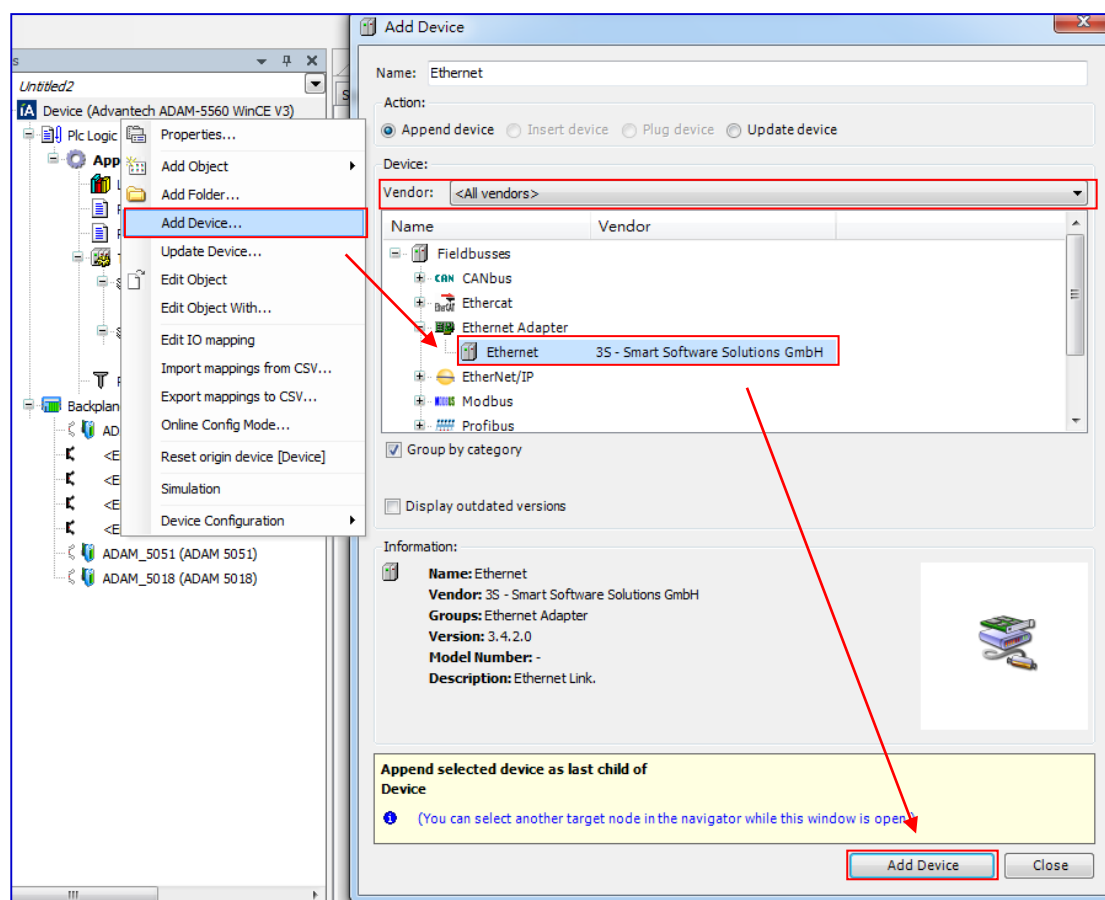 Add Device
s
Untitled2
Device (Advantech ADAM-5560 WinCE V3)
Plc Logic
App
Backplan
AD
<E
<E
<E
<E
ADAM_5051 (ADAM 5051)
ADAM_5018 (ADAM 5018)
Properties...
Add Object
Add Folder...
Add Device...
Update Device...
Edit Object
Edit Object With...
Edit IO mapping
Import mappings from CSV...
Export mappings to CSV...
Online Config Mode...
Reset origin device [Device]
Simulation
Device Configuration
Name: Ethernet
Action:
Append device Insert device Plug device Update device
Device:
Vendor: <All vendors>
Name Vendor
Fieldbusses
CAN CANbus
Ethercat
Ethernet Adapter
Ethernet 3S - Smart Software Solutions GmbH
EtherNet/IP
Modbus
Profibus
Group by category
Display outdated versions
Information:
Name: Ethernet
Vendor: 3S - Smart Software Solutions GmbH
Groups: Ethernet Adapter
Version: 3.4.2.0
Model Number: -
Description: Ethernet Link.
Append selected device as last child of
Device
(You can select another target node in the navigator while this window is open.)
Add Device Close